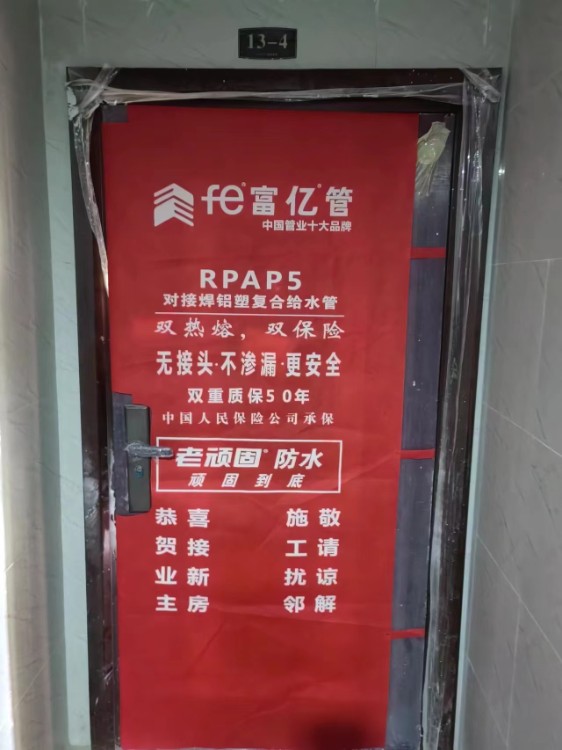 13-4
fe®富亿®管
中国管业十大品牌
RPAP5
对接焊铝塑复合给水管
双热熔，双保险
无接头·不渗漏·更安全
双重质保50年
中国人民保险公司承保
老顽固®防水
顽固到底
恭贺业主
喜接新房
施工扰邻
敬请谅解